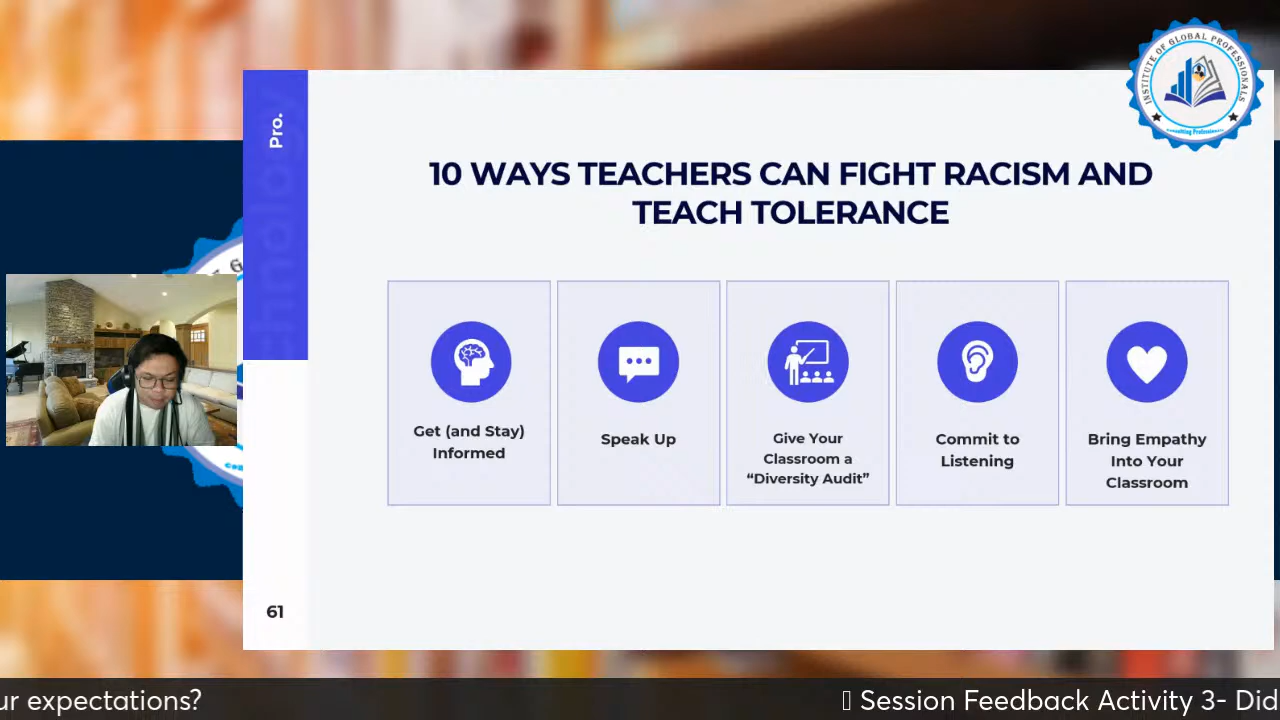 INSTITUTE OF GLOBAL PROFESSIONALS
Consulting Professionals
Pro.
10 WAYS TEACHERS CAN FIGHT RACISM AND
TEACH TOLERANCE
Get (and Stay)
Informed
Speak Up
Give Your
Classroom a
“Diversity Audit”
Commit to
Listening
Bring Empathy
Into Your
Classroom
61
ur expectations?
Session Feedback Activity 3- Did